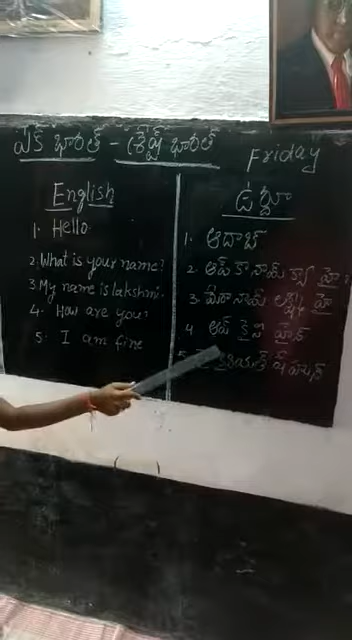 ఏక్ భారత్ - శ్రేష్ఠ్ భారత్
Friday
English
1. Hello
2. What is your name?
3 My name is lakshmi.
4. How are you?
5. I am fine
ఉర్దూ
1. ఆదాబ్
2. ఆప్ కా నామ్ క్యా హై?
3. మేరా నామ్ లక్ష్మీ హై
4 ఆప్ కైసే హైన్